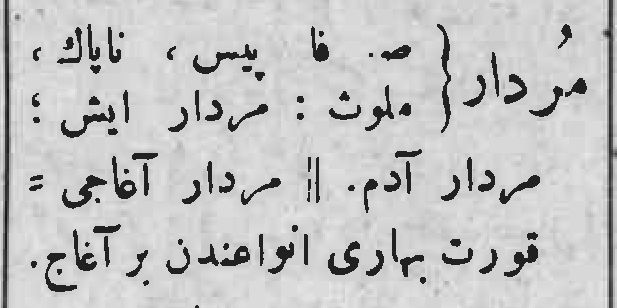 مُردار { ص. فا پیس، ناپاك،
ملوث : مردار ایش ؛
مردار آدم. || مردار آغاجی =
قورت بهاری انواعندن بر آغاج.